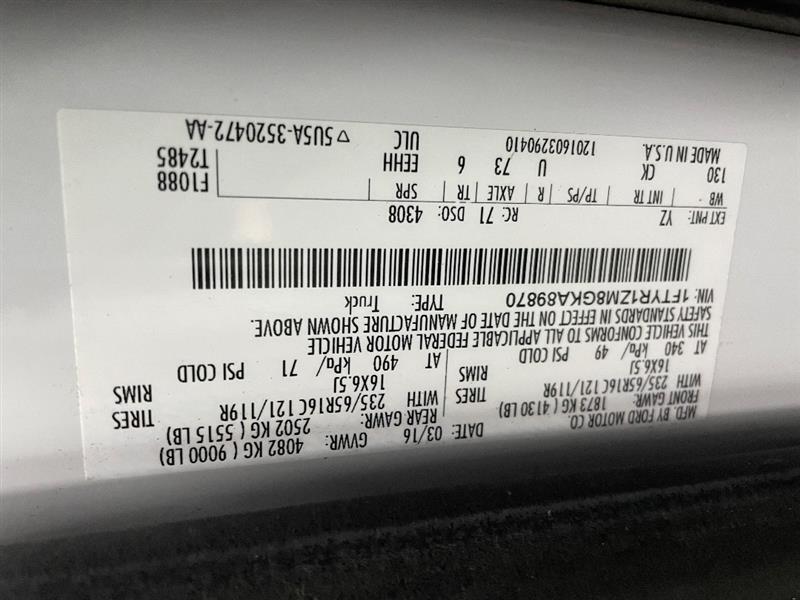 MFD. BY FORD MOTOR CO.
DATE: 03/16 GVWR: 4082 KG ( 9000 LB)
FRONT GAWR: REAR GAWR:
1873 KG ( 4130 LB) 2502 KG ( 5515 LB)
WITH 235/65R16C 121/119R TIRES WITH 235/65R16C 121/119R TIRES
16X6.5J RIMS 16X6.5J RIMS
AT 340 kPa/ 49 PSI COLD AT 490 kPa/ 71 PSI COLD
THIS VEHICLE CONFORMS TO ALL APPLICABLE FEDERAL MOTOR VEHICLE
SAFETY STANDARDS IN EFFECT ON THE DATE OF MANUFACTURE SHOWN ABOVE.
VIN: 1FTYR1ZM8GKA89870 TYPE: Truck
EXT PNT: YZ RC: 71 DSO: 4308
WB INT TR TP/PS R AXLE TR SPR F1088
130 CK U 73 6 EEHH T2485
MADE IN U.S.A. ULC
1201603290410 ▽ 5U5A-3520472-AA